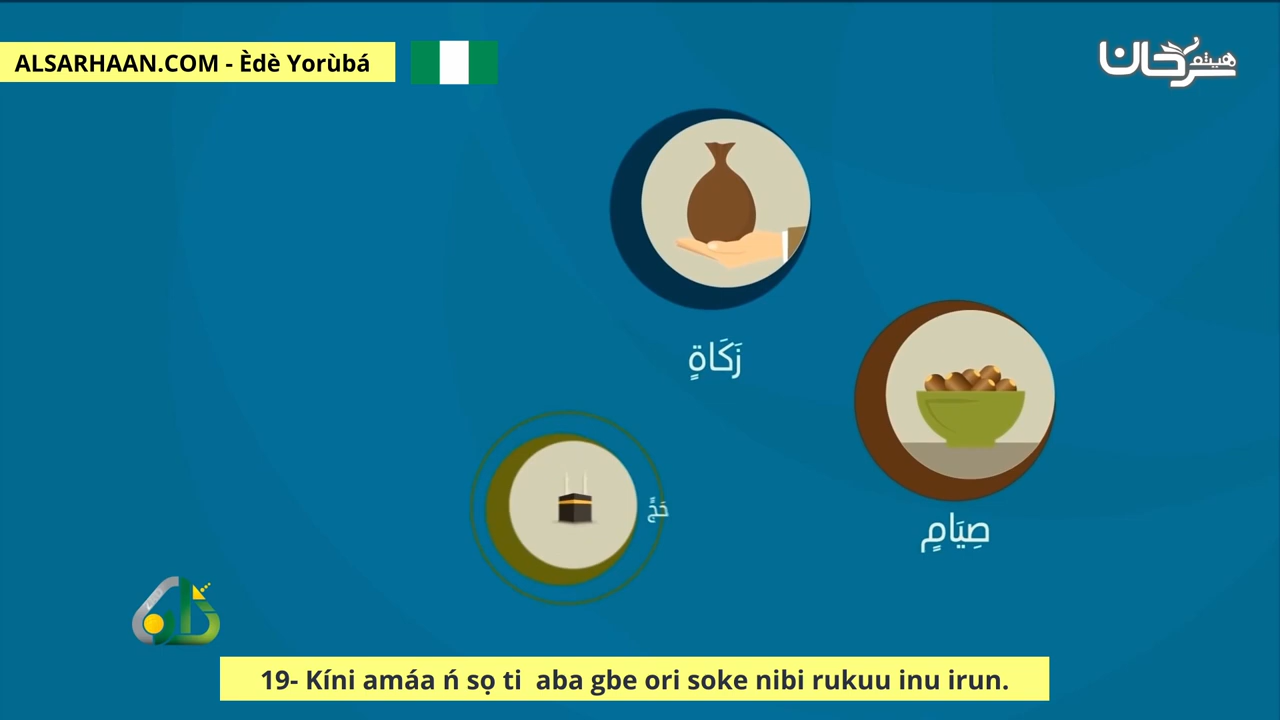 ALSARHAAN.COM - Èdè Yorùbá
هيثم سرحان
زَكَاةٍ
صِيَامٍ
19- Kíni amáa ń sọ ti aba gbe ori soke nibi rukuu inu irun.